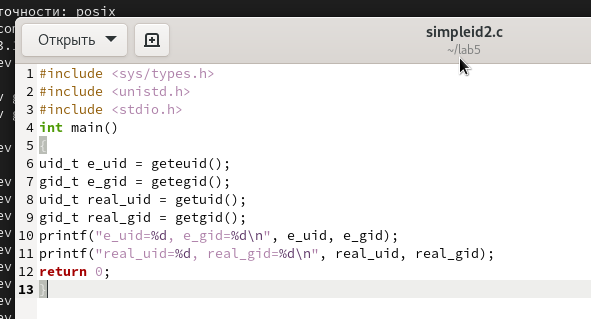 точности: posix
Открыть
simpleid2.c
~/lab5
1 #include <sys/types.h>
2 #include <unistd.h>
3 #include <stdio.h>
4 int main()
5 {
6 uid_t e_uid = geteuid();
7 gid_t e_gid = getegid();
8 uid_t real_uid = getuid();
9 gid_t real_gid = getgid();
10 printf("e_uid=%d, e_gid=%d\n", e_uid, e_gid);
11 printf("real_uid=%d, real_gid=%d\n", real_uid, real_gid);
12 return 0;
13 }